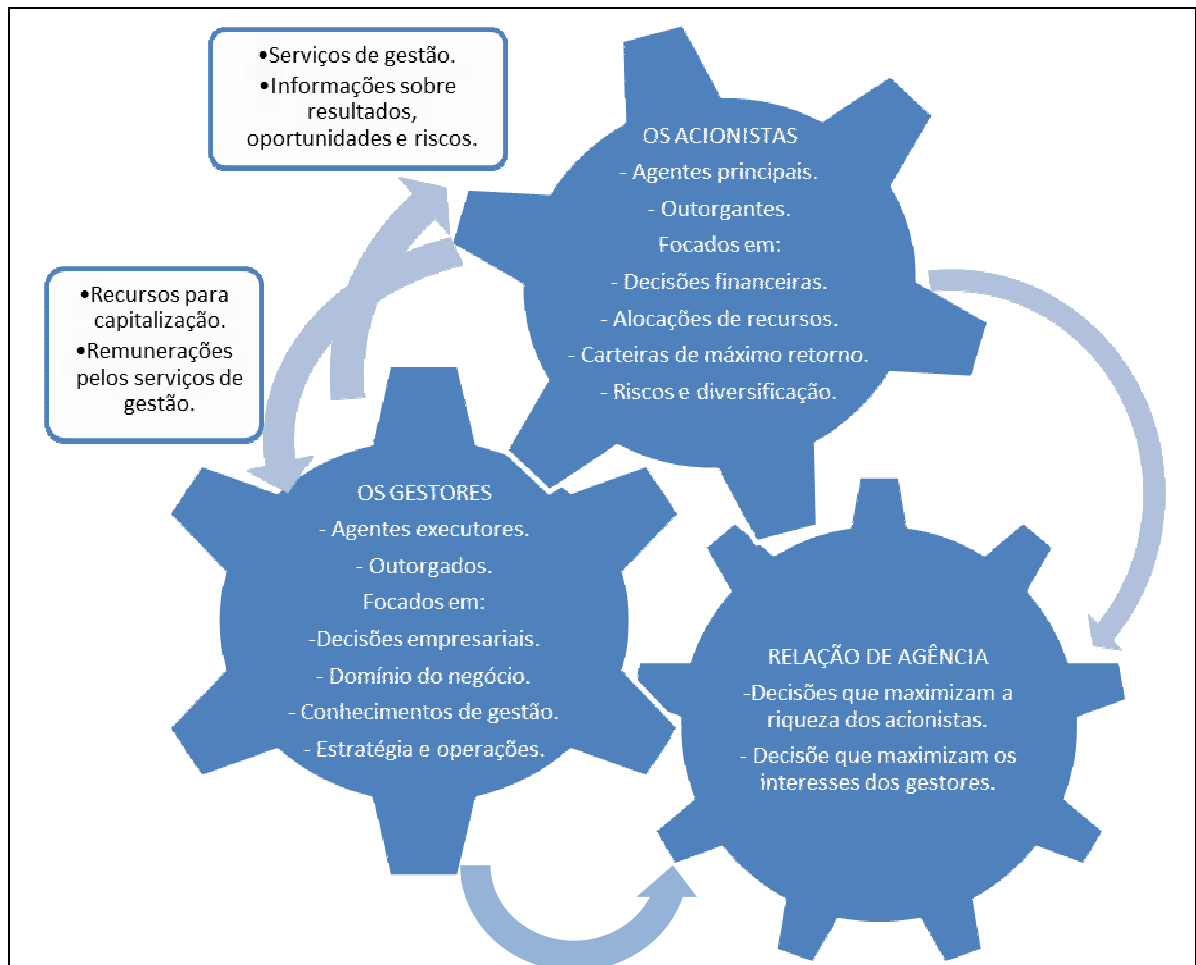 •Serviços de gestão.
•Informações sobre
resultados,
oportunidades e riscos.
•Recursos para
capitalização.
•Remunerações
pelos serviços de
gestão.
OS ACIONISTAS
- Agentes principais.
- Outorgantes.
Focados em:
- Decisões financeiras.
- Alocações de recursos.
- Carteiras de máximo retorno.
- Riscos e diversificação.
OS GESTORES
- Agentes executores.
- Outorgados.
Focados em:
-Decisões empresariais.
- Domínio do negócio.
- Conhecimentos de gestão.
- Estratégia e operações.
RELAÇÃO DE AGÊNCIA
-Decisões que maximizam a
riqueza dos acionistas.
- Decisõe que maximizam os
interesses dos gestores.